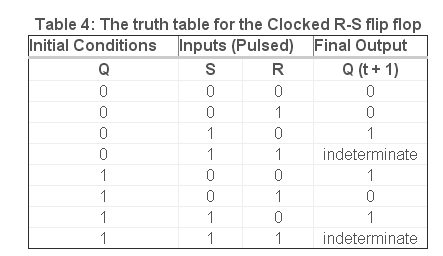 Table 4: The truth table for the Clocked R-S flip flop
Initial Conditions Inputs (Pulsed) Final Output
Q S R Q (t + 1)
0 0 0 0
0 0 1 0
0 1 0 1
0 1 1 indeterminate
1 0 0 1
1 0 1 0
1 1 0 1
1 1 1 indeterminate